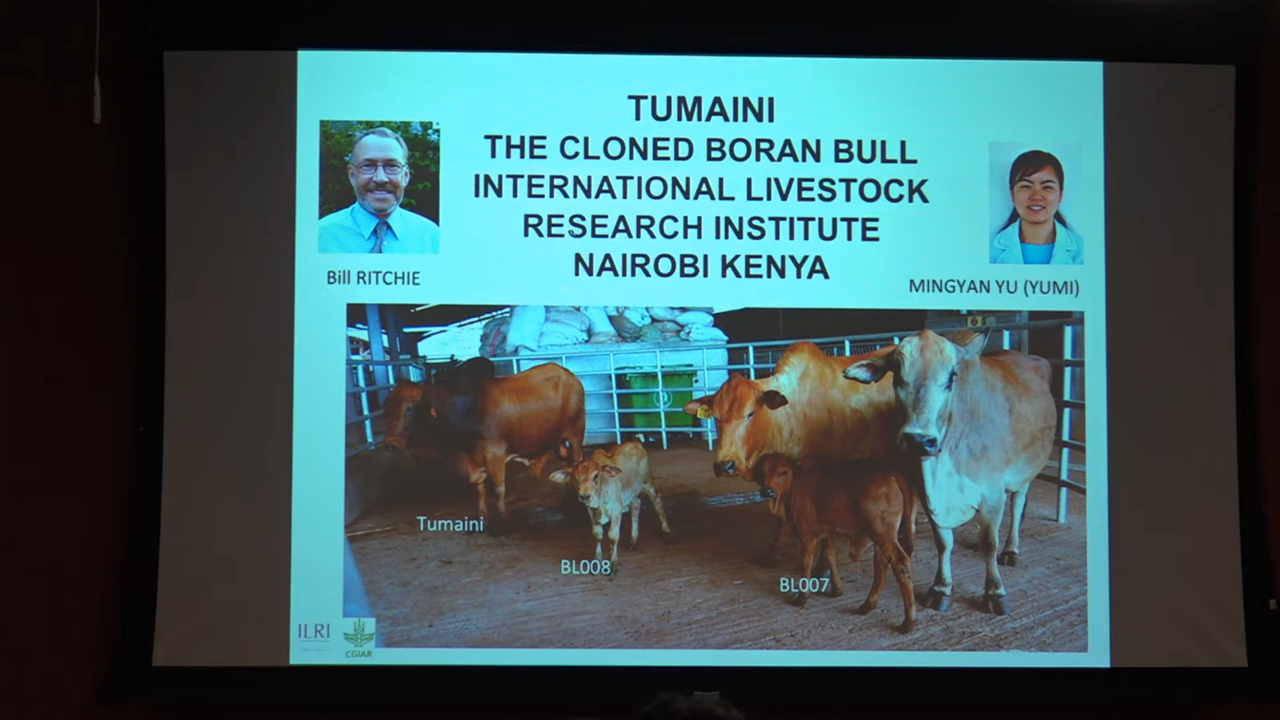 TUMAINI
THE CLONED BORAN BULL
INTERNATIONAL LIVESTOCK
RESEARCH INSTITUTE
NAIROBI KENYA
Bill RITCHIE
MINGYAN YU (YUMI)
Tumaini
BL008
BL007
ILRI
CGIAR